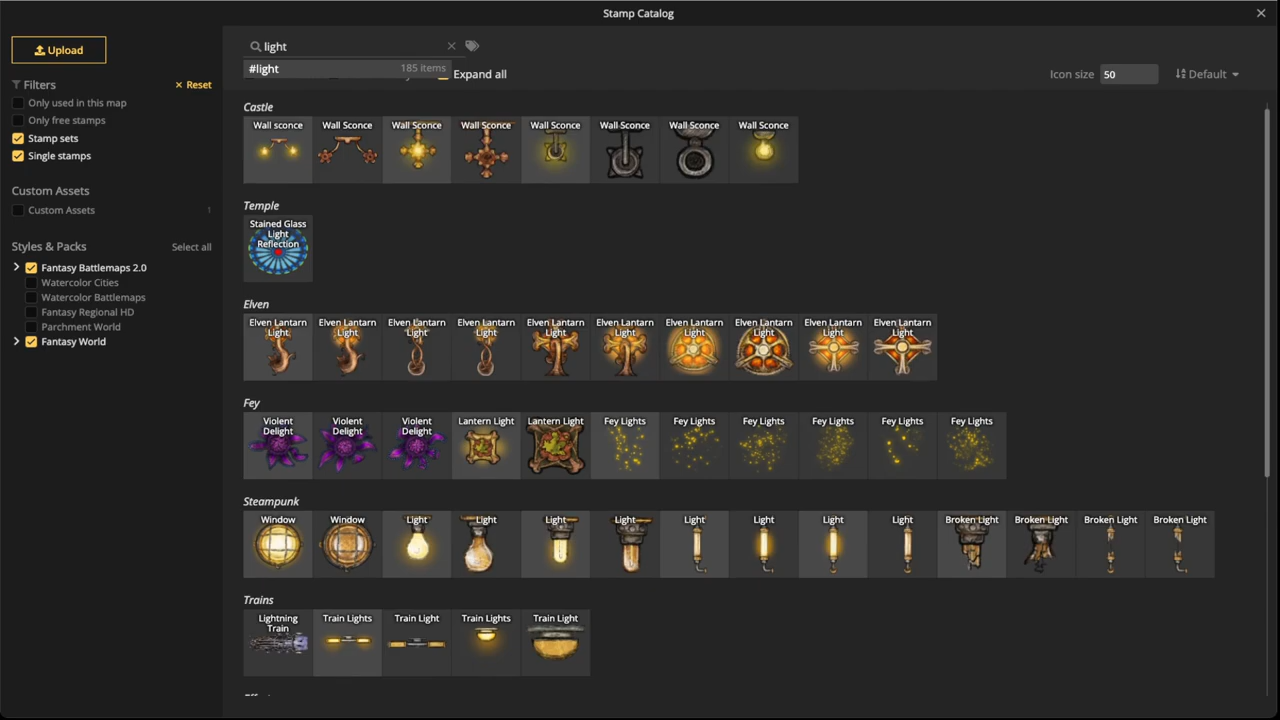 Stamp Catalog
Upload
Filters
Reset
Only used in this map
Only free stamps
Stamp sets
Single stamps
Custom Assets
Custom Assets 1
Styles & Packs Select all
Fantasy Battlemaps 2.0
Watercolor Cities
Watercolor Battlemaps
Fantasy Regional HD
Parchment World
Fantasy World
light
#light 185 items
Expand all
Icon size 50 Default
Castle
Wall sconce Wall Sconce Wall Sconce Wall Sconce Wall Sconce Wall Sconce Wall Sconce Wall Sconce
Temple
Stained Glass
Light
Reflection
Elven
Elven Lantarn Elven Lantarn Elven Lantarn Elven Lantarn Elven Lantarn Elven Lantarn Elven Lantarn Elven Lantarn Elven Lantarn Elven Lantarn
Light Light Light Light Light Light Light Light Light Light
Fey
Violent Violent Violent Lantern Light Lantern Light Fey Lights Fey Lights Fey Lights Fey Lights Fey Lights Fey Lights
Delight Delight Delight
Steampunk
Window Window Light Light Light Light Light Light Light Light Broken Light Broken Light Broken Light Broken Light
Trains
Lightning Train Lights Train Light Train Lights Train Light
Train